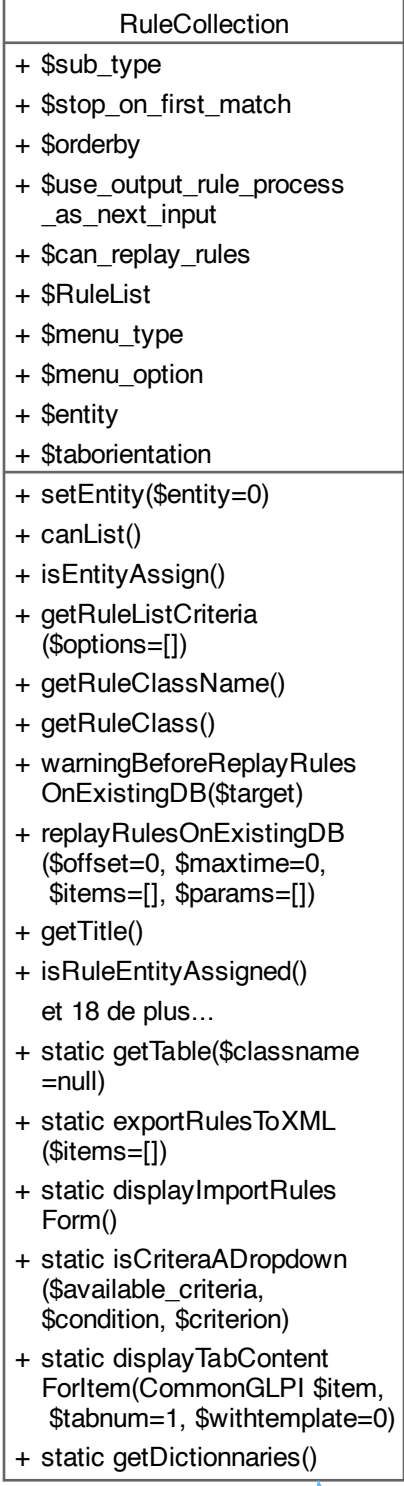 RuleCollection
+ $sub_type
+ $stop_on_first_match
+ $orderby
+ $use_output_rule_process
_as_next_input
+ $can_replay_rules
+ $RuleList
+ $menu_type
+ $menu_option
+ $entity
+ $taborientation
+ setEntity($entity=0)
+ canList()
+ isEntityAssign()
+ getRuleListCriteria
($options=[])
+ getRuleClassName()
+ getRuleClass()
+ warningBeforeReplayRules
OnExistingDB($target)
+ replayRulesOnExistingDB
($offset=0, $maxtime=0,
$items=[], $params=[])
+ getTitle()
+ isRuleEntityAssigned()
et 18 de plus...
+ static getTable($classname
=null)
+ static exportRulesToXML
($items=[])
+ static displayImportRules
Form()
+ static isCriteraADropdown
($available_criteria,
$condition, $criterion)
+ static displayTabContent
ForItem(CommonGLPI $item,
$tabnum=1, $withtemplate=0)
+ static getDictionnaries()